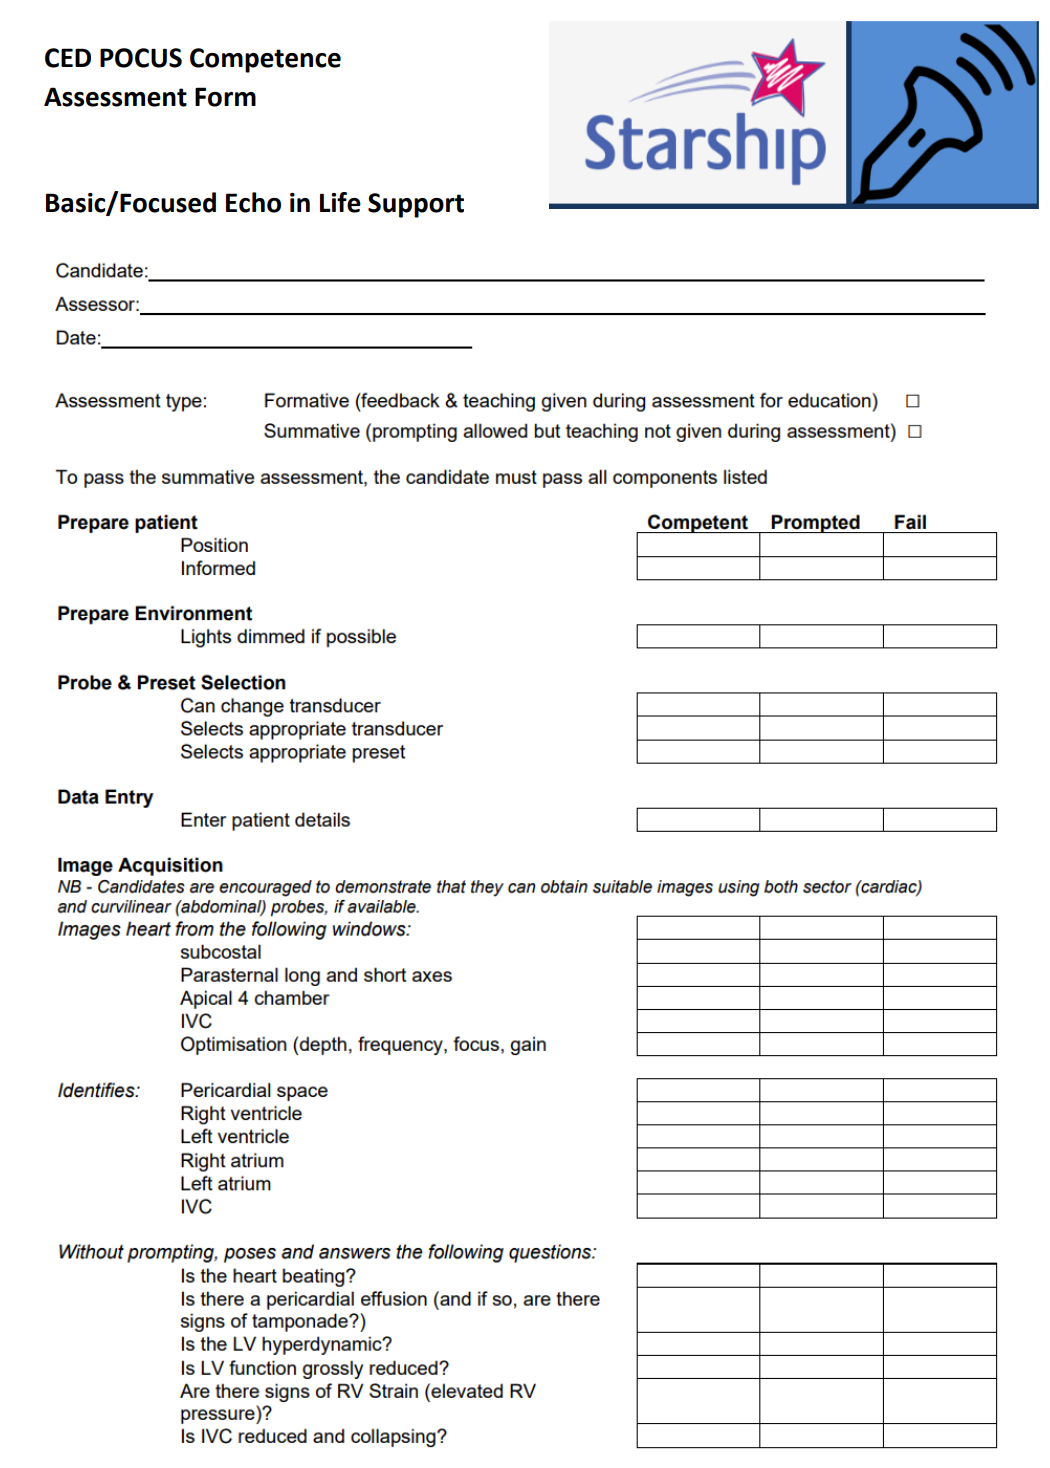 CED POCUS Competence
Assessment Form
Starship
Basic/Focused Echo in Life Support
Candidate:
Assessor:
Date:
Assessment type: Formative (feedback & teaching given during assessment for education) ☐
Summative (prompting allowed but teaching not given during assessment) ☐
To pass the summative assessment, the candidate must pass all components listed
Prepare patient Competent Prompted Fail
Position
Informed
Prepare Environment
Lights dimmed if possible
Probe & Preset Selection
Can change transducer
Selects appropriate transducer
Selects appropriate preset
Data Entry
Enter patient details
Image Acquisition
NB - Candidates are encouraged to demonstrate that they can obtain suitable images using both sector (cardiac)
and curvilinear (abdominal) probes, if available.
Images heart from the following windows:
subcostal
Parasternal long and short axes
Apical 4 chamber
IVC
Optimisation (depth, frequency, focus, gain
Identifies: Pericardial space
Right ventricle
Left ventricle
Right atrium
Left atrium
IVC
Without prompting, poses and answers the following questions:
Is the heart beating?
Is there a pericardial effusion (and if so, are there
signs of tamponade?)
Is the LV hyperdynamic?
Is LV function grossly reduced?
Are there signs of RV Strain (elevated RV
pressure)?
Is IVC reduced and collapsing?